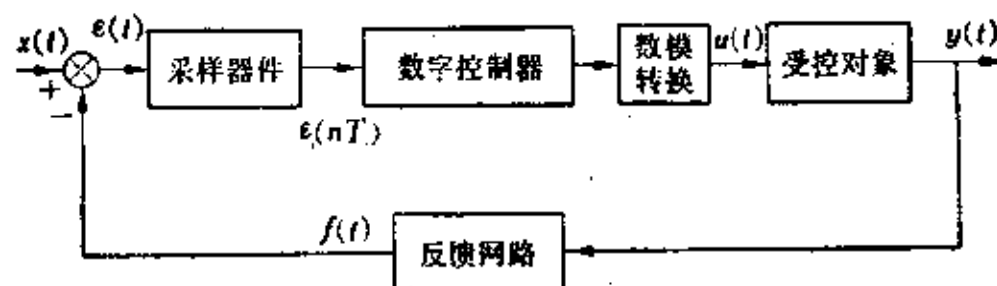 x(t)
ε(t)
+
−
采样器件
ε(nT)
数字控制器
数模
转换
u(t)
受控对象
y(t)
f(t)
反馈网路